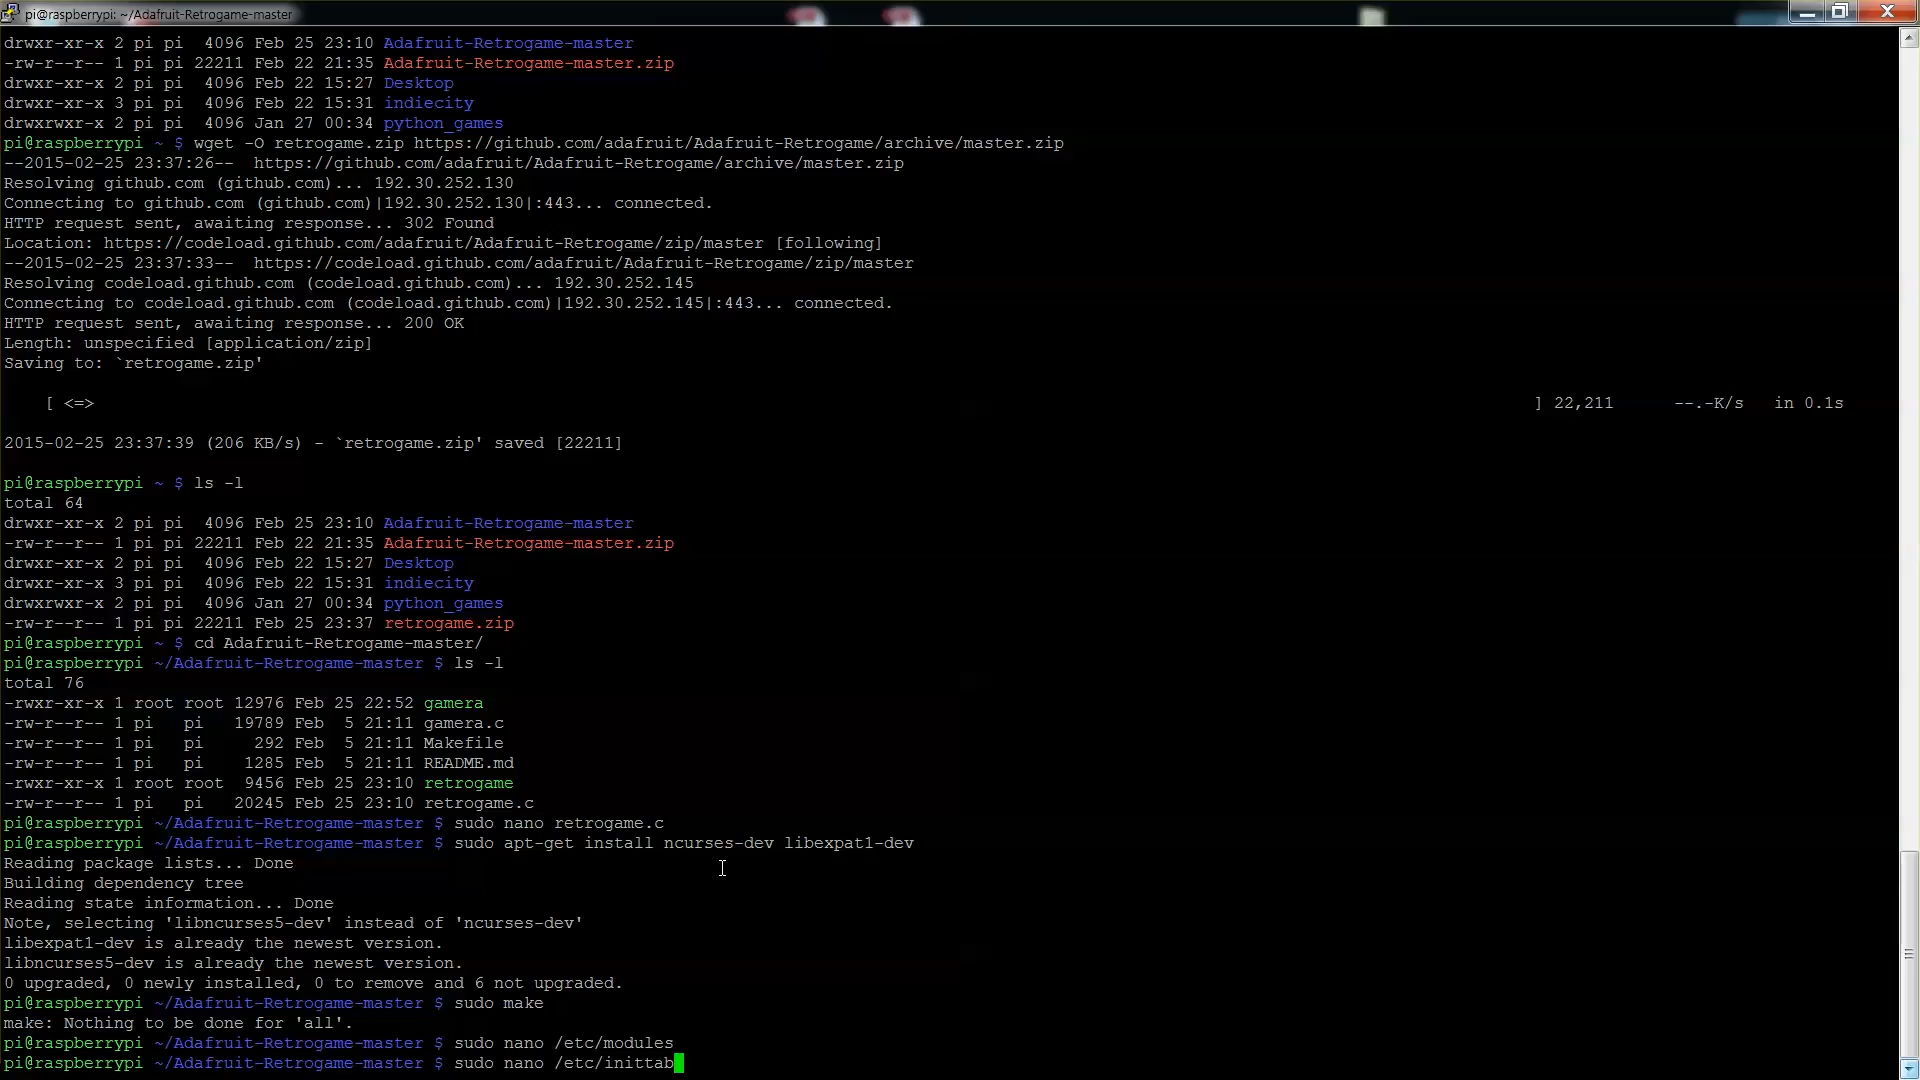 pi@raspberrypi: ~/Adafruit-Retrogame-master
drwxr-xr-x 2 pi pi  4096 Feb 25 23:10 Adafruit-Retrogame-master
-rw-r--r-- 1 pi pi 22211 Feb 22 21:35 Adafruit-Retrogame-master.zip
drwxr-xr-x 2 pi pi  4096 Feb 22 15:27 Desktop
drwxr-xr-x 3 pi pi  4096 Feb 22 15:31 indiecity
drwxrwxr-x 2 pi pi  4096 Jan 27 00:34 python_games
pi@raspberrypi ~ $ wget -O retrogame.zip https://github.com/adafruit/Adafruit-Retrogame/archive/master.zip
--2015-02-25 23:37:26--  https://github.com/adafruit/Adafruit-Retrogame/archive/master.zip
Resolving github.com (github.com)... 192.30.252.130
Connecting to github.com (github.com)|192.30.252.130|:443... connected.
HTTP request sent, awaiting response... 302 Found
Location: https://codeload.github.com/adafruit/Adafruit-Retrogame/zip/master [following]
--2015-02-25 23:37:33--  https://codeload.github.com/adafruit/Adafruit-Retrogame/zip/master
Resolving codeload.github.com (codeload.github.com)... 192.30.252.145
Connecting to codeload.github.com (codeload.github.com)|192.30.252.145|:443... connected.
HTTP request sent, awaiting response... 200 OK
Length: unspecified [application/zip]
Saving to: `retrogame.zip'
[ <=> ] 22,211 --.-K/s in 0.1s
2015-02-25 23:37:39 (206 KB/s) - `retrogame.zip' saved [22211]
pi@raspberrypi ~ $ ls -l
total 64
drwxr-xr-x 2 pi pi  4096 Feb 25 23:10 Adafruit-Retrogame-master
-rw-r--r-- 1 pi pi 22211 Feb 22 21:35 Adafruit-Retrogame-master.zip
drwxr-xr-x 2 pi pi  4096 Feb 22 15:27 Desktop
drwxr-xr-x 3 pi pi  4096 Feb 22 15:31 indiecity
drwxrwxr-x 2 pi pi  4096 Jan 27 00:34 python_games
-rw-r--r-- 1 pi pi 22211 Feb 25 23:37 retrogame.zip
pi@raspberrypi ~ $ cd Adafruit-Retrogame-master/
pi@raspberrypi ~/Adafruit-Retrogame-master $ ls -l
total 76
-rwxr-xr-x 1 root root 12976 Feb 25 22:52 gamera
-rw-r--r-- 1 pi   pi   19789 Feb  5 21:11 gamera.c
-rw-r--r-- 1 pi   pi     292 Feb  5 21:11 Makefile
-rw-r--r-- 1 pi   pi    1285 Feb  5 21:11 README.md
-rwxr-xr-x 1 root root  9456 Feb 25 23:10 retrogame
-rw-r--r-- 1 pi   pi   20245 Feb 25 23:10 retrogame.c
pi@raspberrypi ~/Adafruit-Retrogame-master $ sudo nano retrogame.c
pi@raspberrypi ~/Adafruit-Retrogame-master $ sudo apt-get install ncurses-dev libexpat1-dev
Reading package lists... Done
Building dependency tree
Reading state information... Done
Note, selecting 'libncurses5-dev' instead of 'ncurses-dev'
libexpat1-dev is already the newest version.
libncurses5-dev is already the newest version.
0 upgraded, 0 newly installed, 0 to remove and 6 not upgraded.
pi@raspberrypi ~/Adafruit-Retrogame-master $ sudo make
make: Nothing to be done for 'all'.
pi@raspberrypi ~/Adafruit-Retrogame-master $ sudo nano /etc/modules
pi@raspberrypi ~/Adafruit-Retrogame-master $ sudo nano /etc/inittab